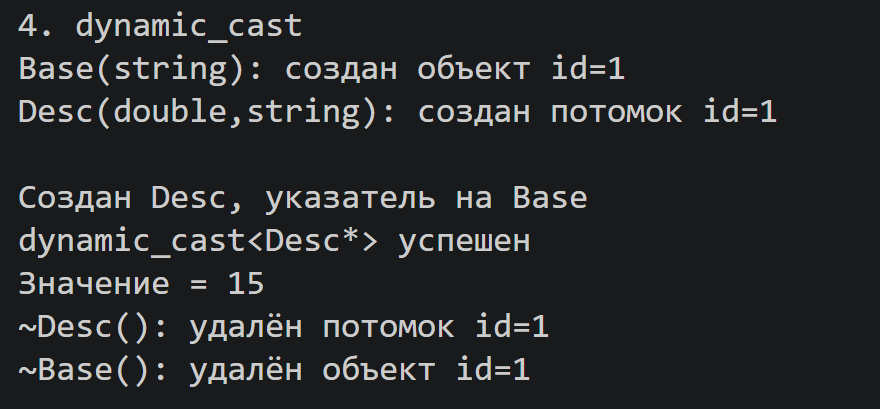 4. dynamic_cast
Base(string): создан объект id=1
Desc(double,string): создан потомок id=1
Создан Desc, указатель на Base
dynamic_cast<Desc*> успешен
Значение = 15
~Desc(): удалён потомок id=1
~Base(): удалён объект id=1